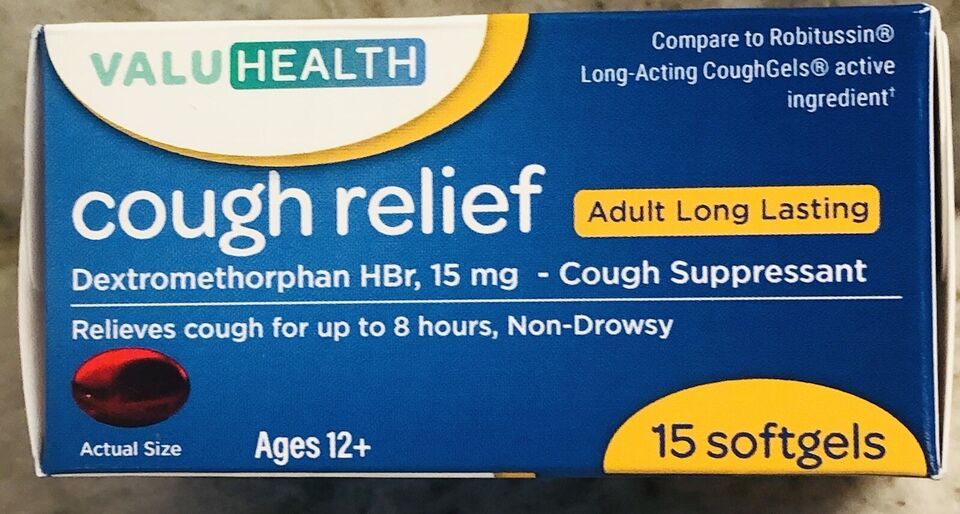 VALUHEALTH
Compare to Robitussin®
Long-Acting CoughGels® active
ingredient†
cough relief
Adult Long Lasting
Dextromethorphan HBr, 15 mg - Cough Suppressant
Relieves cough for up to 8 hours, Non-Drowsy
Actual Size
Ages 12+
15 softgels